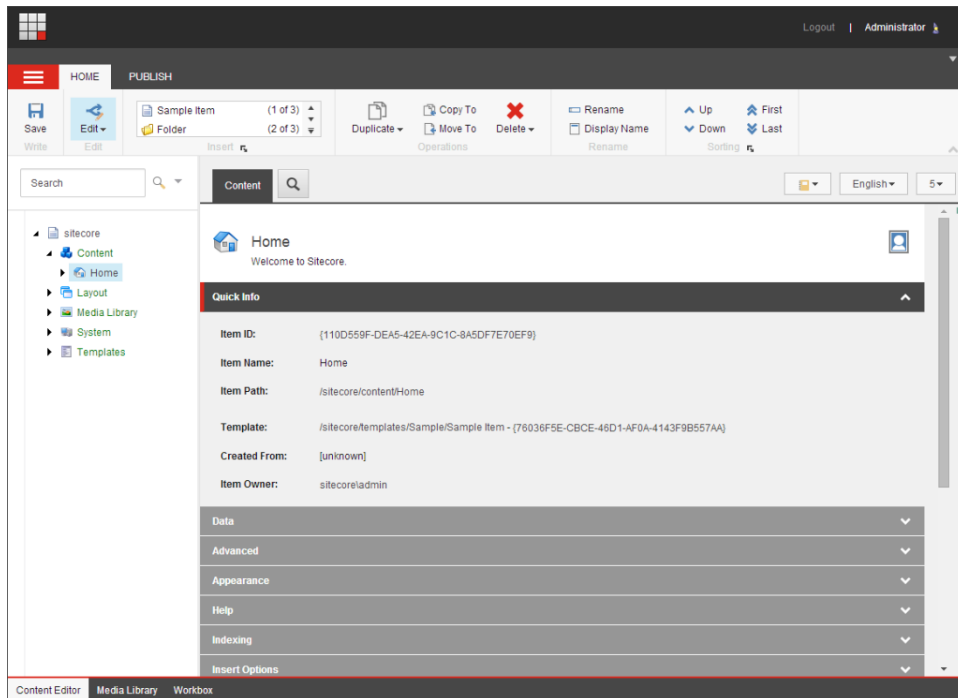 Logout | Administrator
HOME PUBLISH
Sample Item (1 of 3) Copy To Rename Up First
Save Edit Folder (2 of 3) Duplicate Move To Delete Display Name Down Last
Write Edit Insert Operations Rename Sorting
Search Content English 5
sitecore
Content
Home
Layout
Media Library
System
Templates
Home
Welcome to Sitecore.
Quick Info
Item ID: {110D559F-DEA5-42EA-9C1C-8A5DF7E70EF9}
Item Name: Home
Item Path: /sitecore/content/Home
Template: /sitecore/templates/Sample/Sample Item - {76036F5E-CBCE-46D1-AF0A-4143F9B557AA}
Created From: [unknown]
Item Owner: sitecore\admin
Data
Advanced
Appearance
Help
Indexing
Insert Options
Content Editor Media Library Workbox